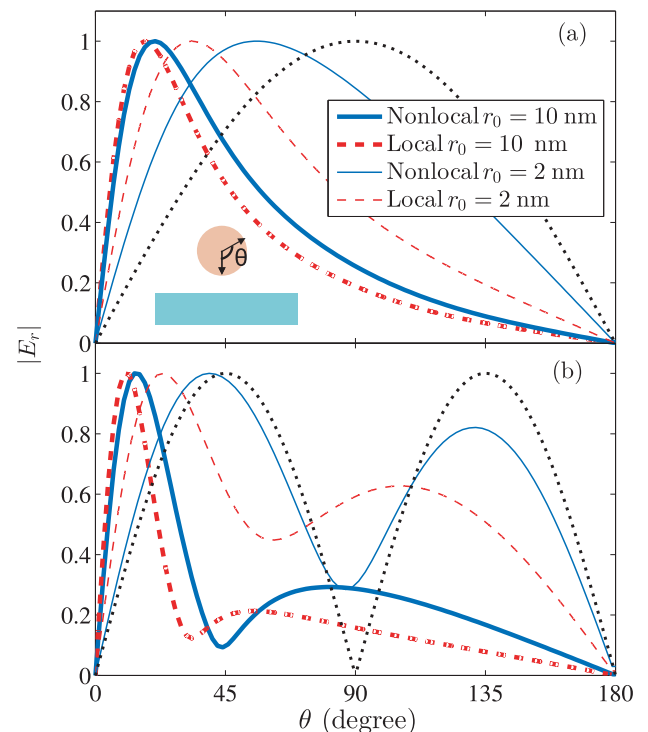 (a)
1
0.8
0.6
0.4
0.2
0
Nonlocal r₀ = 10 nm
Local r₀ = 10 nm
Nonlocal r₀ = 2 nm
Local r₀ = 2 nm
θ
|Eᵣ|
(b)
1
0.8
0.6
0.4
0.2
0
0 45 90 135 180
θ (degree)